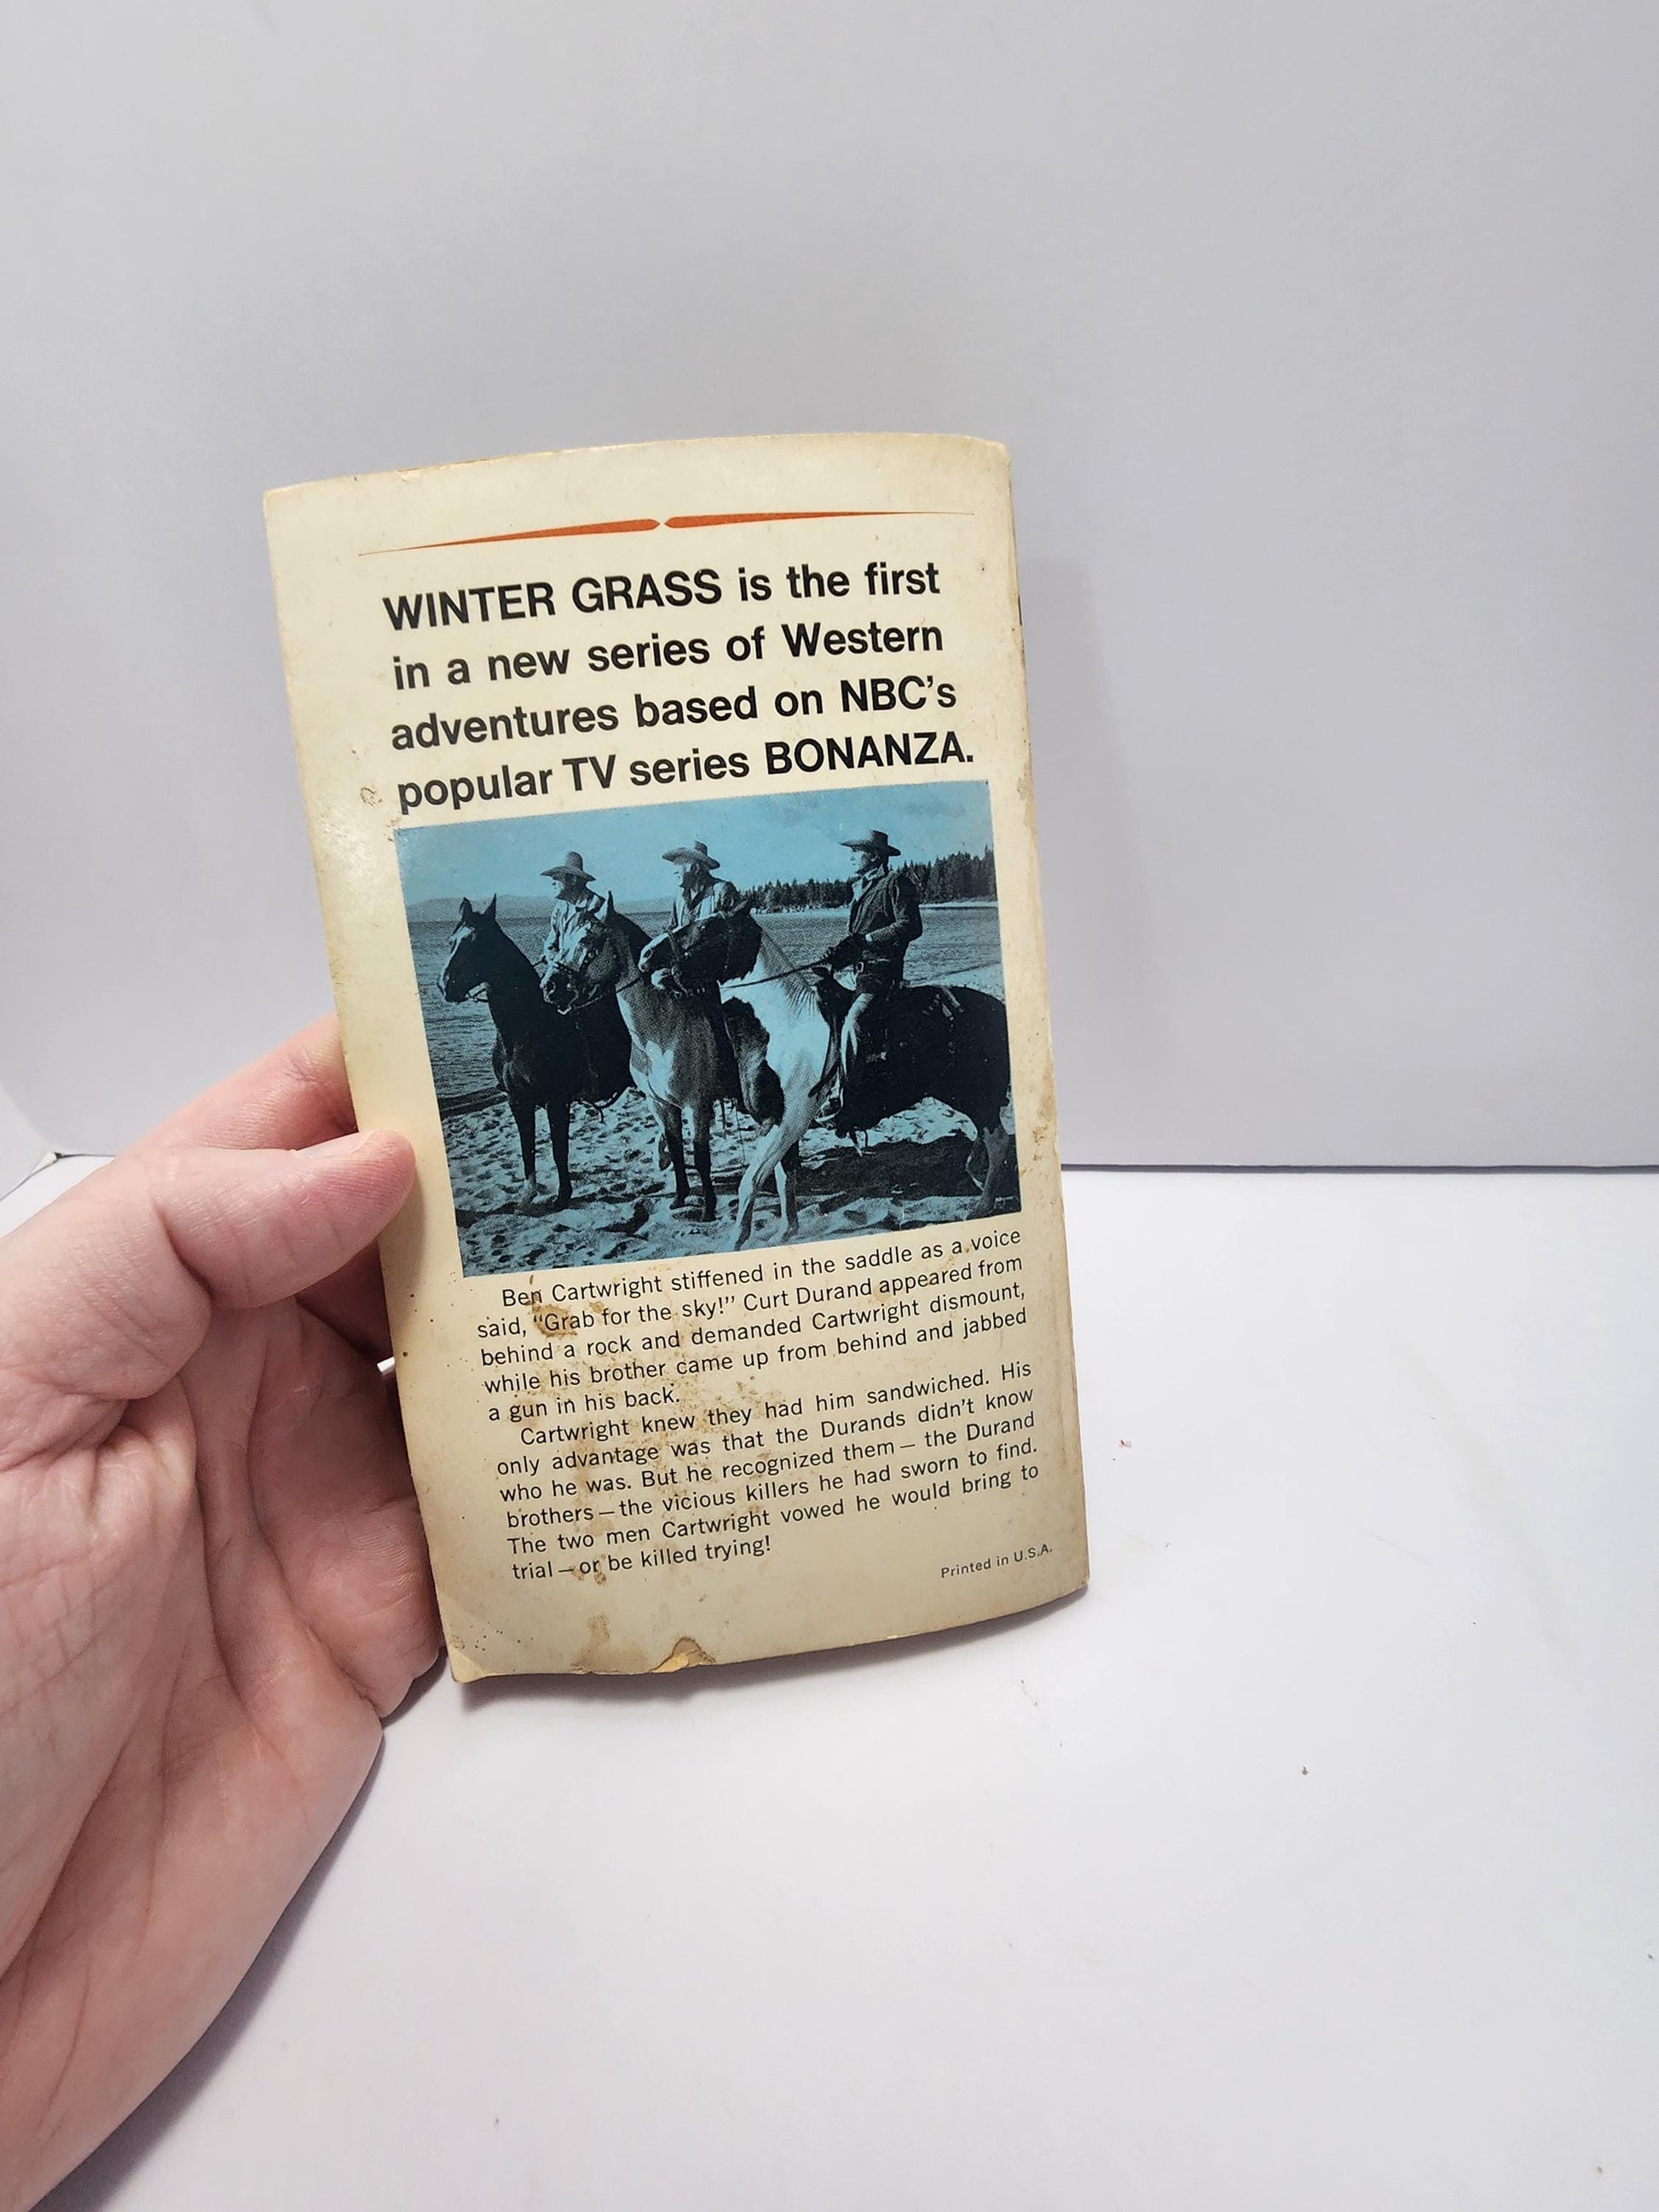 WINTER GRASS is the first
in a new series of Western
adventures based on NBC's
popular TV series BONANZA.
Ben Cartwright stiffened in the saddle as a voice
said, "Grab for the sky!" Curt Durand appeared from
behind a rock and demanded Cartwright dismount,
while his brother came up from behind and jabbed
a gun in his back.
Cartwright knew they had him sandwiched. His
only advantage was that the Durands didn't know
who he was. But he recognized them — the Durand
brothers — the vicious killers he had sworn to find.
The two men Cartwright vowed he would bring to
trial — or be killed trying!
Printed in U.S.A.